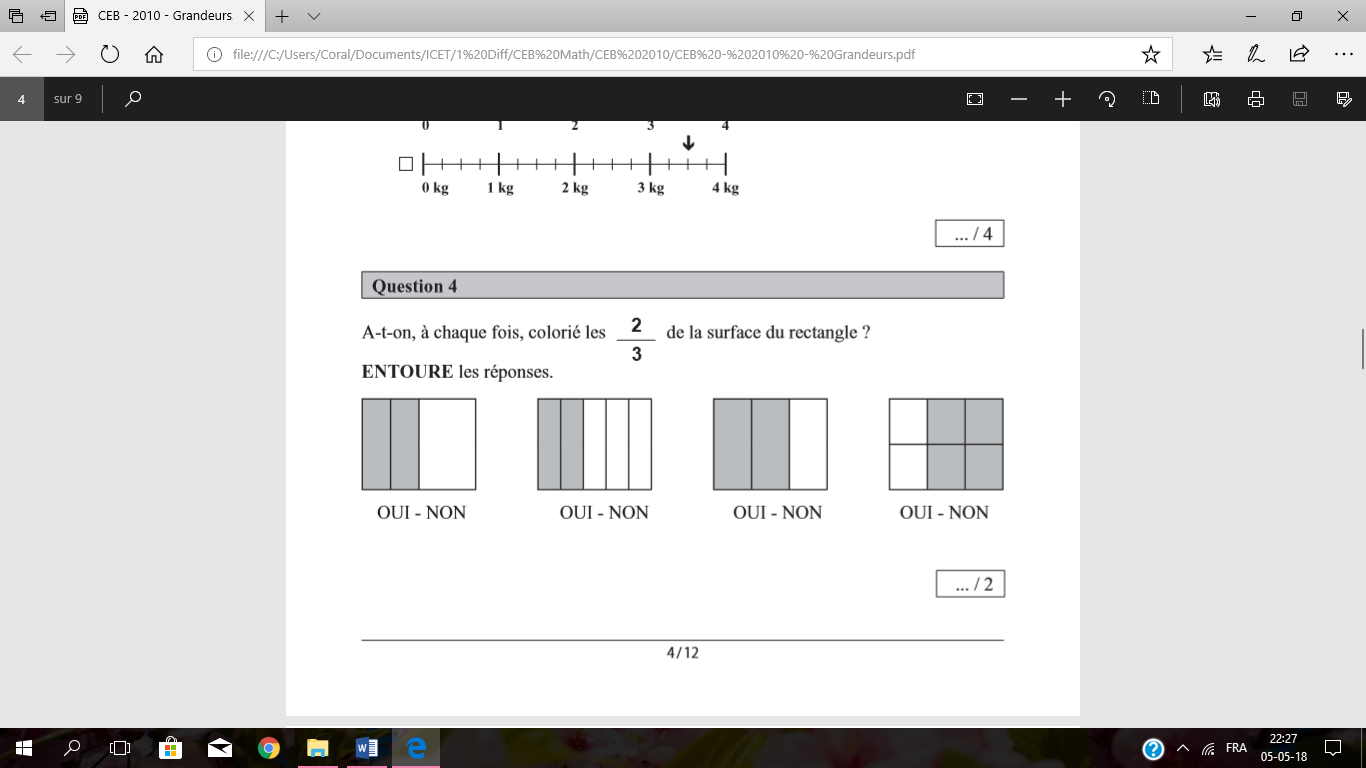 CEB - 2010 - Grandeurs
file:///C:/Users/Coral/Documents/ICET/1%20Diff/CEB%20Math/CEB%202010/CEB%20-%202010%20-%20Grandeurs.pdf
4 sur 9
0 1 2 3 4
0 kg 1 kg 2 kg 3 kg 4 kg
... / 4
Question 4
A-t-on, à chaque fois, colorié les 2/3 de la surface du rectangle ?
ENTOURE les réponses.
OUI - NON OUI - NON OUI - NON OUI - NON
... / 2
4/12
FRA
22:27
05-05-18